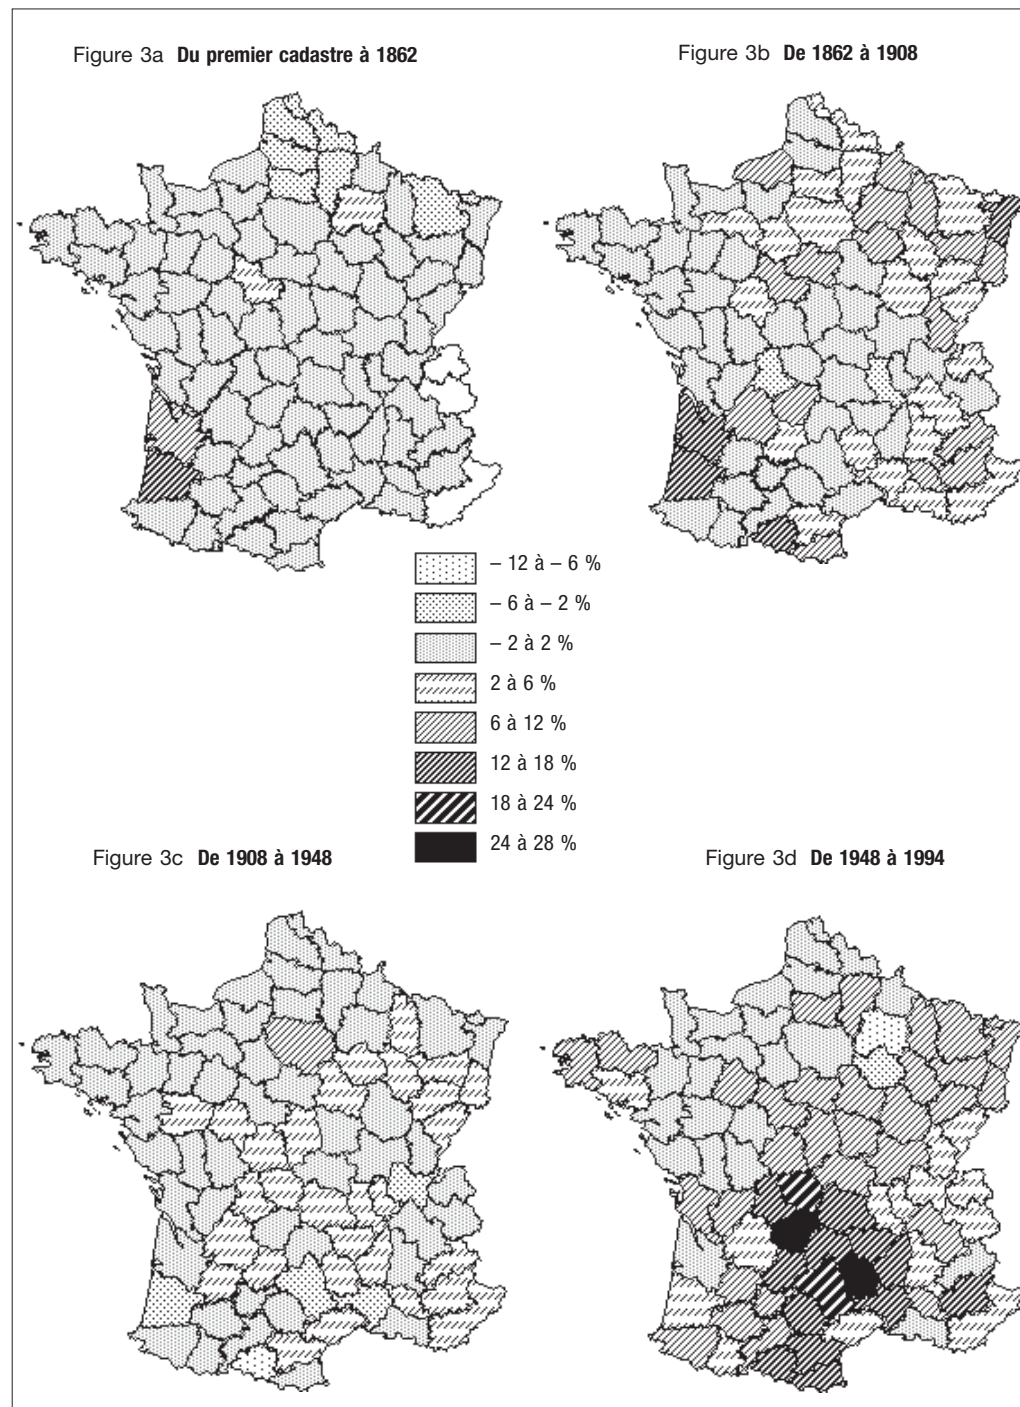 Figure 3a Du premier cadastre à 1862
Figure 3b De 1862 à 1908
– 12 à – 6 %
– 6 à – 2 %
– 2 à 2 %
2 à 6 %
6 à 12 %
12 à 18 %
18 à 24 %
24 à 28 %
Figure 3c De 1908 à 1948
Figure 3d De 1948 à 1994